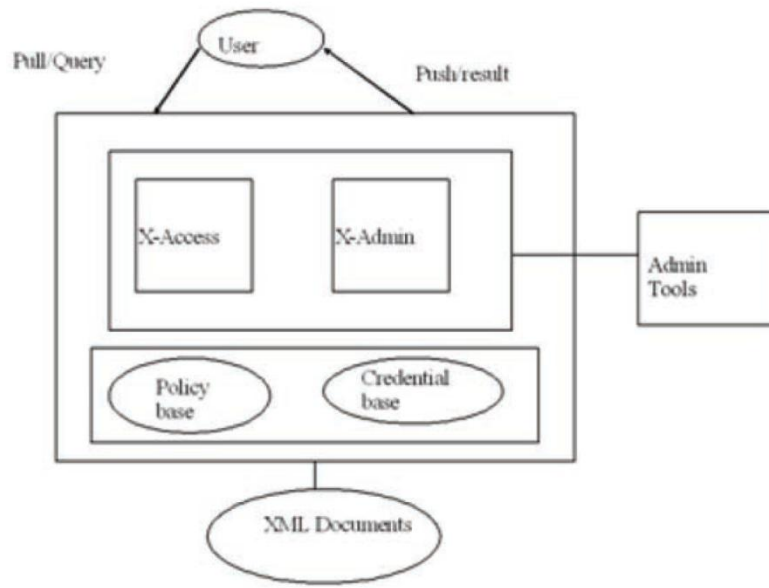 User
Pull/Query
Push/result
X-Access
X-Admin
Admin
Tools
Policy
base
Credential
base
XML Documents